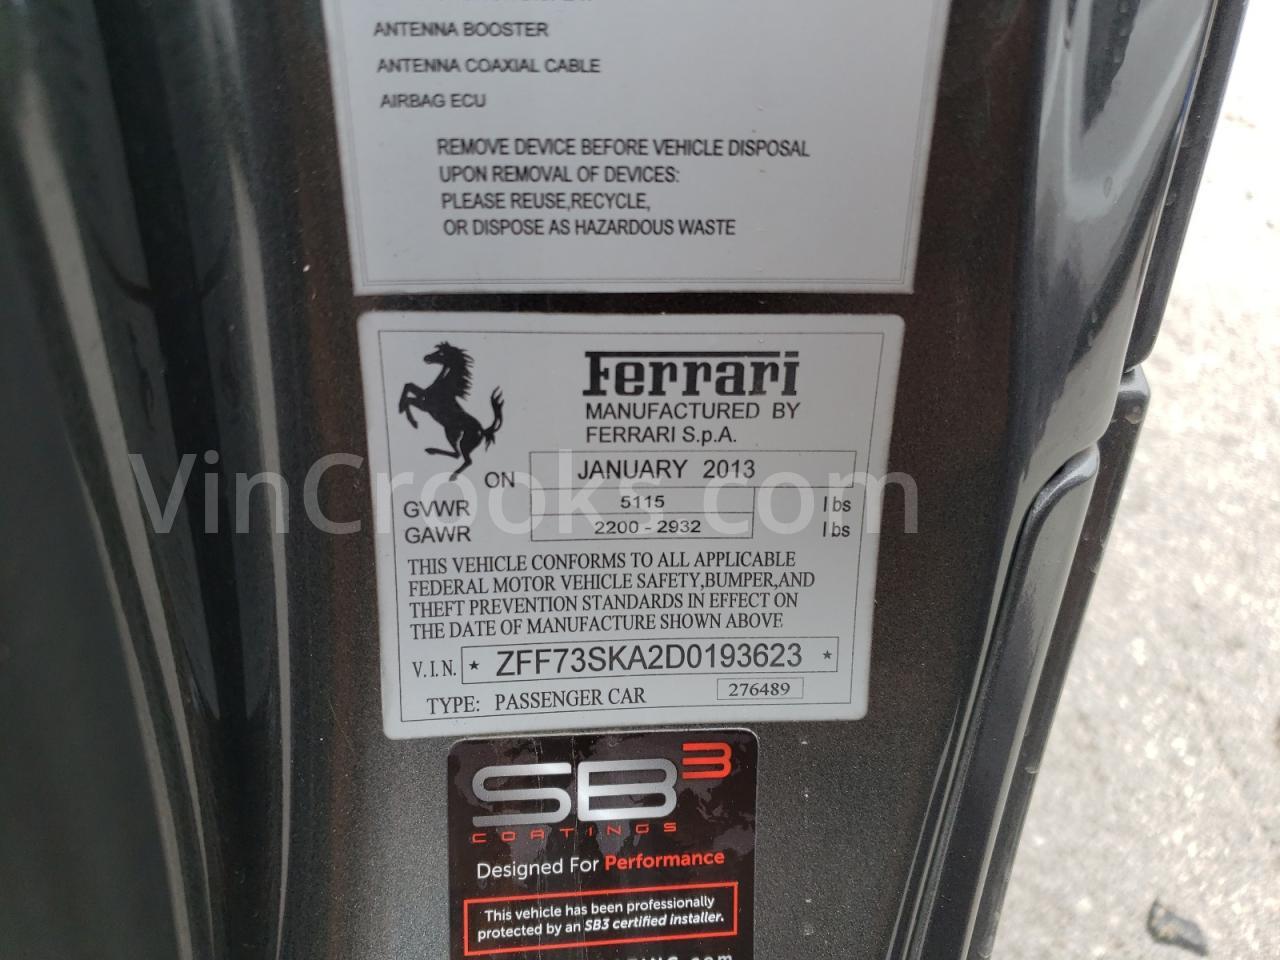 ANTENNA BOOSTER
ANTENNA COAXIAL CABLE
AIRBAG ECU
REMOVE DEVICE BEFORE VEHICLE DISPOSAL
UPON REMOVAL OF DEVICES:
PLEASE REUSE,RECYCLE,
OR DISPOSE AS HAZARDOUS WASTE
Ferrari
MANUFACTURED BY
FERRARI S.p.A.
ON JANUARY 2013
GVWR 5115 lbs
GAWR 2200 - 2932 lbs
VinCrooks.com
THIS VEHICLE CONFORMS TO ALL APPLICABLE
FEDERAL MOTOR VEHICLE SAFETY,BUMPER,AND
THEFT PREVENTION STANDARDS IN EFFECT ON
THE DATE OF MANUFACTURE SHOWN ABOVE
V.I.N. * ZFF73SKA2D0193623 *
TYPE: PASSENGER CAR 276489
SB3
COATINGS
Designed For Performance
This vehicle has been professionally
protected by an SB3 certified installer.